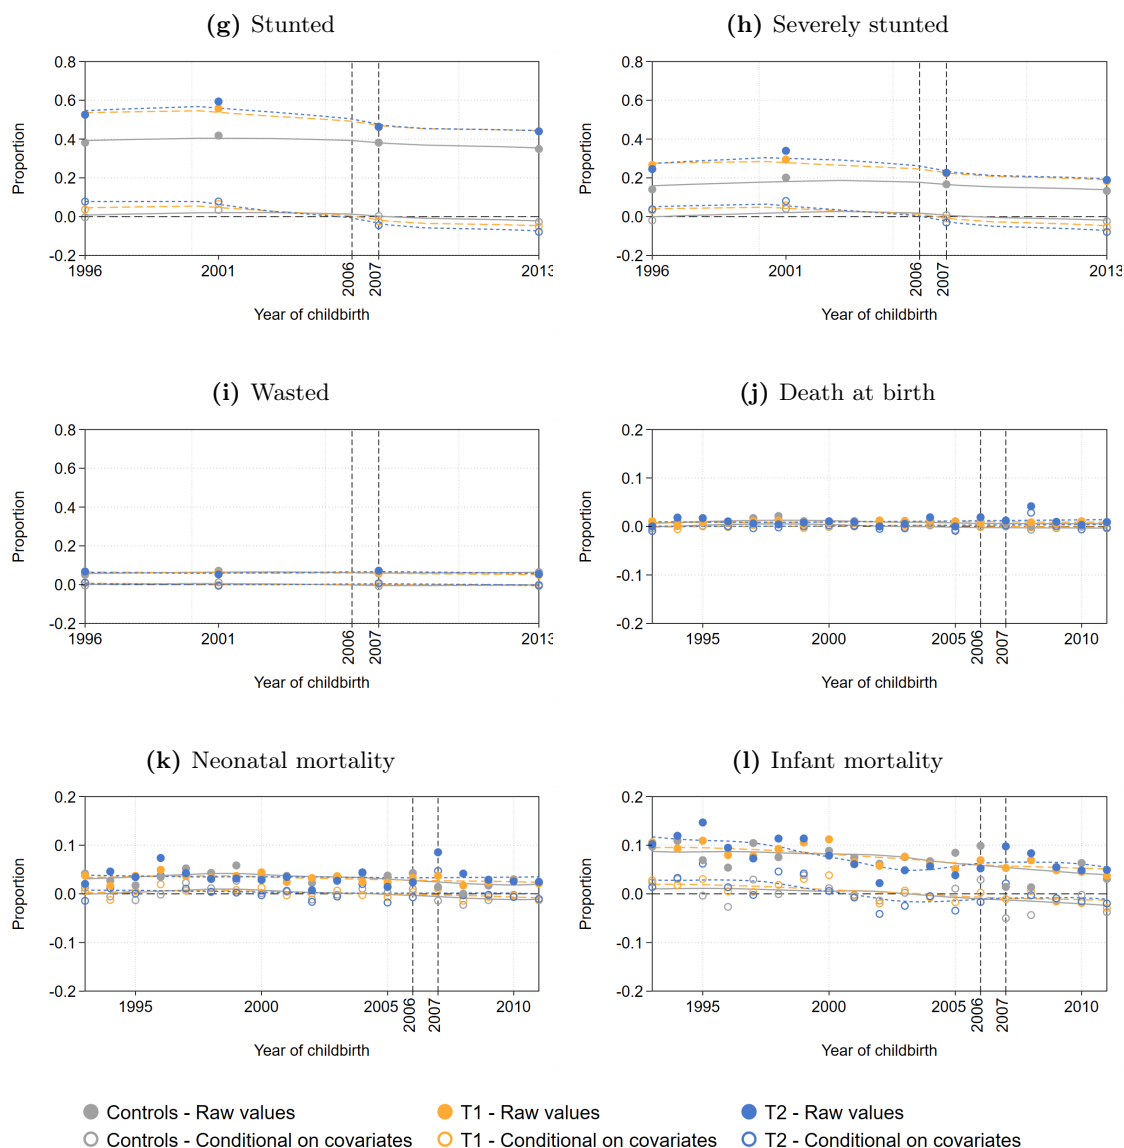 (g) Stunted
(h) Severely stunted
Proportion
0.8
0.6
0.4
0.2
0.0
-0.2
1996
2001
2006
2007
2013
Year of childbirth
Proportion
0.8
0.6
0.4
0.2
0.0
-0.2
1996
2001
2006
2007
2013
Year of childbirth
(i) Wasted
(j) Death at birth
Proportion
0.8
0.6
0.4
0.2
0.0
-0.2
1996
2001
2006
2007
2013
Year of childbirth
Proportion
0.2
0.1
0.0
-0.1
-0.2
1995
2000
2005
2006
2007
2010
Year of childbirth
(k) Neonatal mortality
(l) Infant mortality
Proportion
0.2
0.1
0.0
-0.1
-0.2
1995
2000
2005
2006
2007
2010
Year of childbirth
Proportion
0.2
0.1
0.0
-0.1
-0.2
1995
2000
2005
2006
2007
2010
Year of childbirth
Controls - Raw values
T1 - Raw values
T2 - Raw values
Controls - Conditional on covariates
T1 - Conditional on covariates
T2 - Conditional on covariates